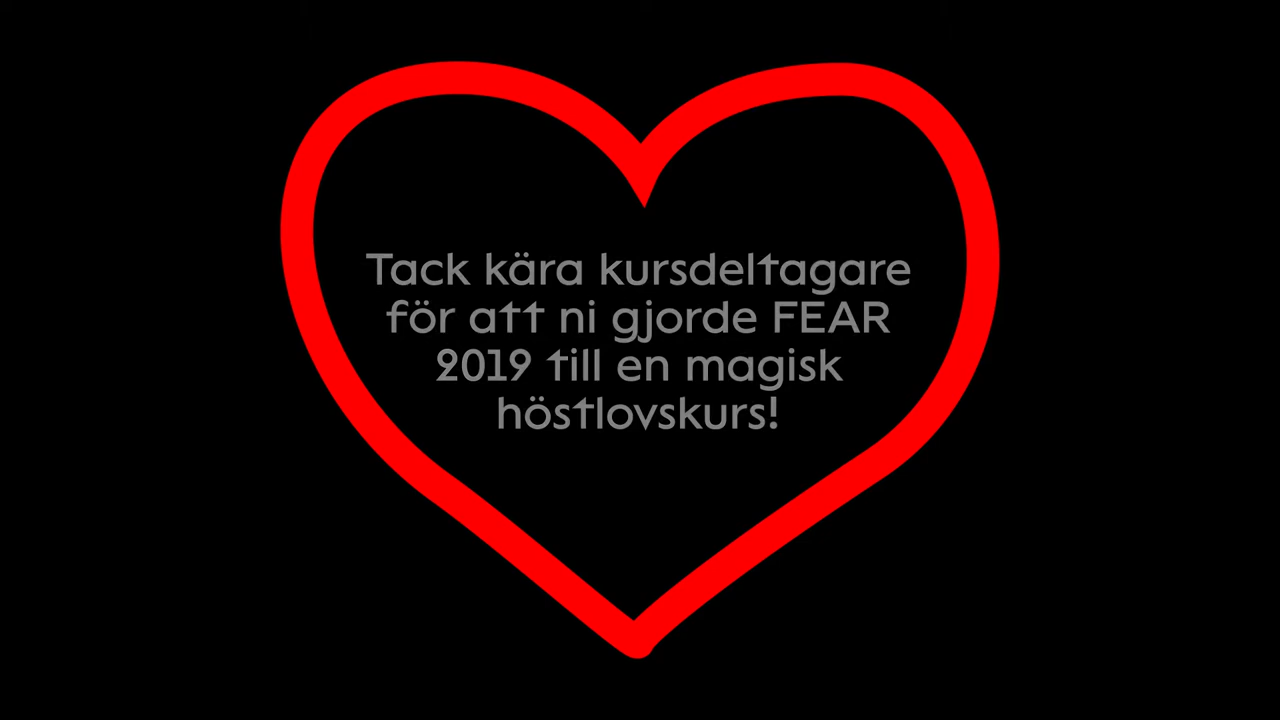 Tack kära kursdeltagare
för att ni gjorde FEAR
2019 till en magisk
höstlovskurs!